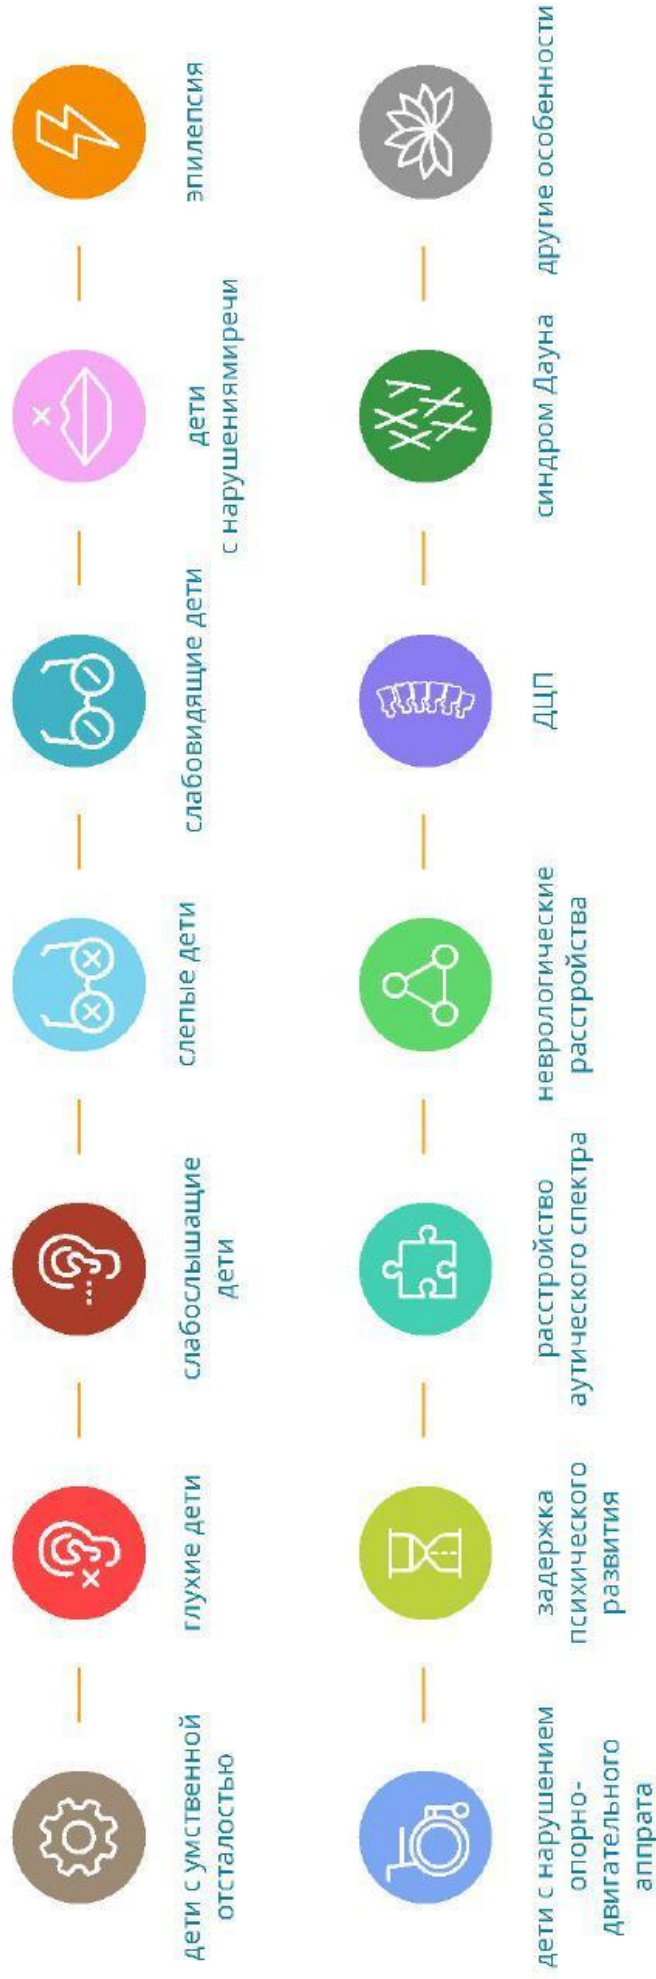 дети с умственной
отсталостью
глухие дети
слабослышащие
дети
слепые дети
слабовидящие дети
дети
с нарушениямиречи
эпилепсия
дети с нарушением
опорно-
двигательного
аппрата
задержка
психического
развития
расстройство
аутического спектра
неврологические
расстройства
ДЦП
синдром Дауна
другие особенности